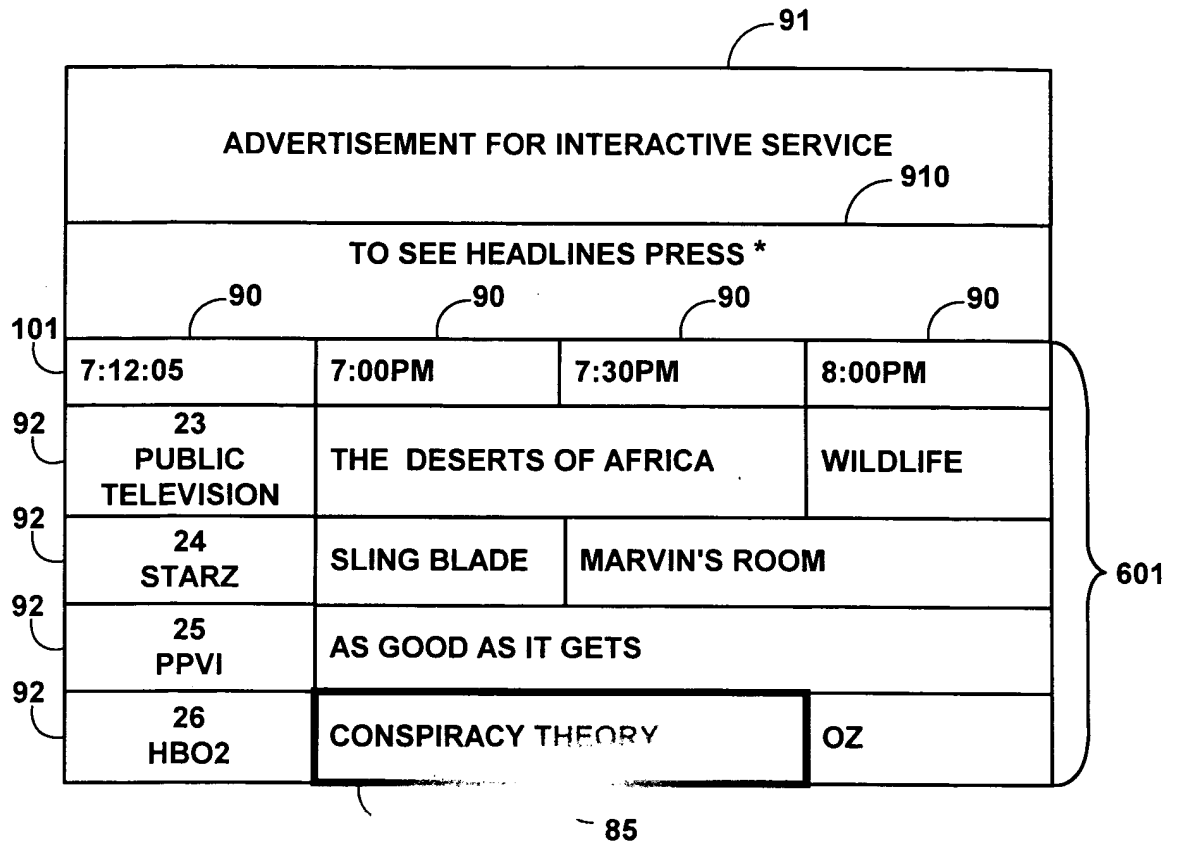 91
ADVERTISEMENT FOR INTERACTIVE SERVICE
910
TO SEE HEADLINES PRESS *
90 90 90 90
101
7:12:05 7:00PM 7:30PM 8:00PM
92
23
PUBLIC
TELEVISION
THE DESERTS OF AFRICA WILDLIFE
92
24
STARZ
SLING BLADE MARVIN'S ROOM
601
92
25
PPVI
AS GOOD AS IT GETS
92
26
HBO2
CONSPIRACY THEORY OZ
85